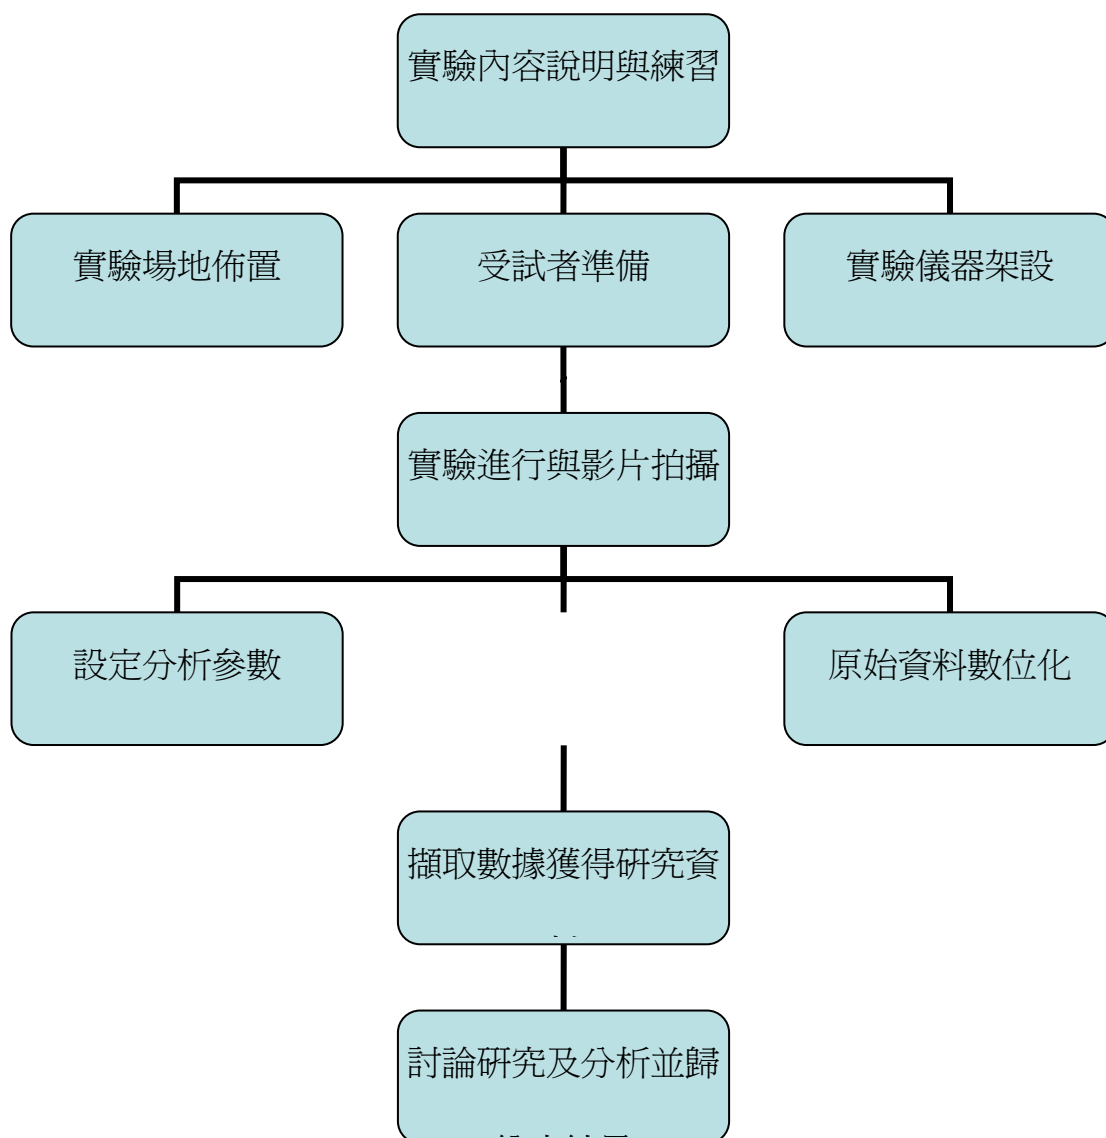 實驗內容說明與練習
實驗場地佈置
受試者準備
實驗儀器架設
實驗進行與影片拍攝
設定分析參數
原始資料數位化
擷取數據獲得研究資
討論研究及分析並歸